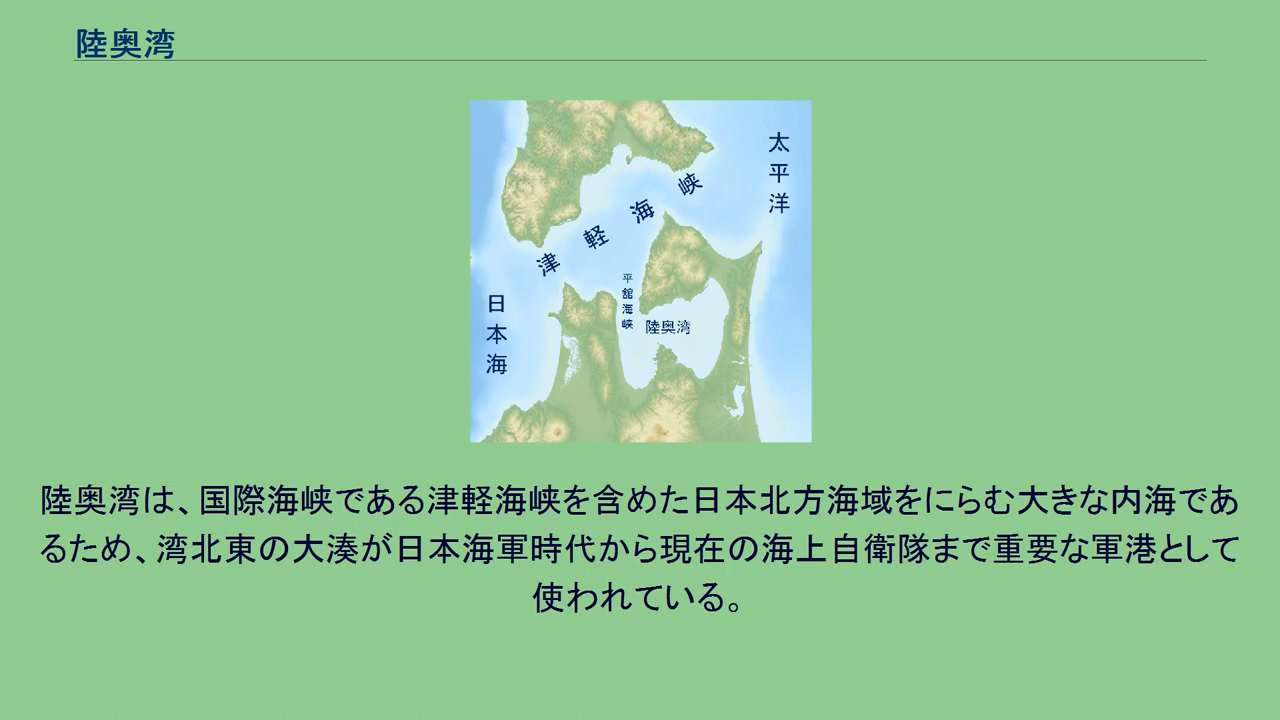 陸奥湾
太平洋
津軽海峡
日本海
平舘海峡
陸奥湾
陸奥湾は、国際海峡である津軽海峡を含めた日本北方海域をにらむ大きな内海であ
るため、湾北東の大湊が日本海軍時代から現在の海上自衛隊まで重要な軍港として
使われている。